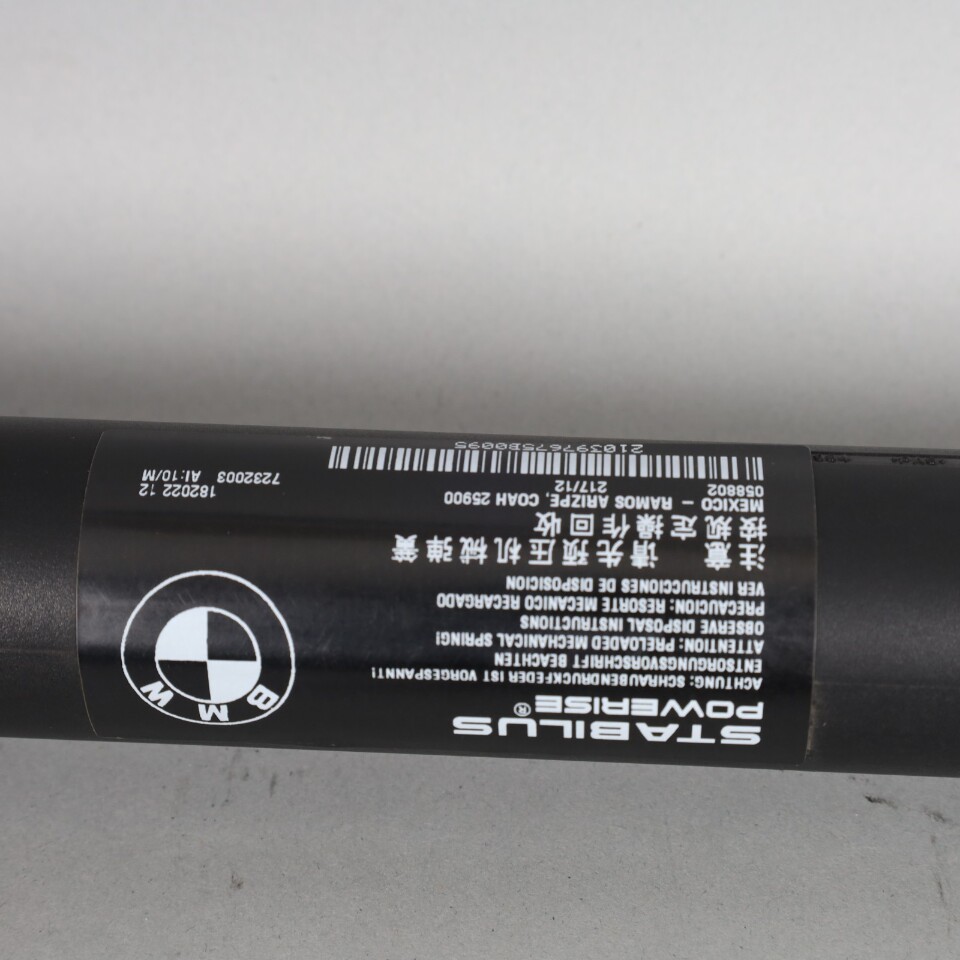 STABILUS
POWERISE®
ACHTUNG: SCHRAUBENDRUCKFEDER IST VORGESPANNT!
ENTSORGUNGSVORSCHRIFT BEACHTEN
ATTENTION: PRELOADED MECHANICAL SPRING!
OBSERVE DISPOSAL INSTRUCTIONS
PRECAUCION: RESORTE MECANICO RECARGADO
VER INSTRUCCIONES DE DISPOSICION
注意 请先预压机械弹簧
按规定操作回收
MEXICO – RAMOS ARIZPE, COAH 25900
058802 217/12
2103976758B0095
BMW
182022 12
7232003 AI:10/M